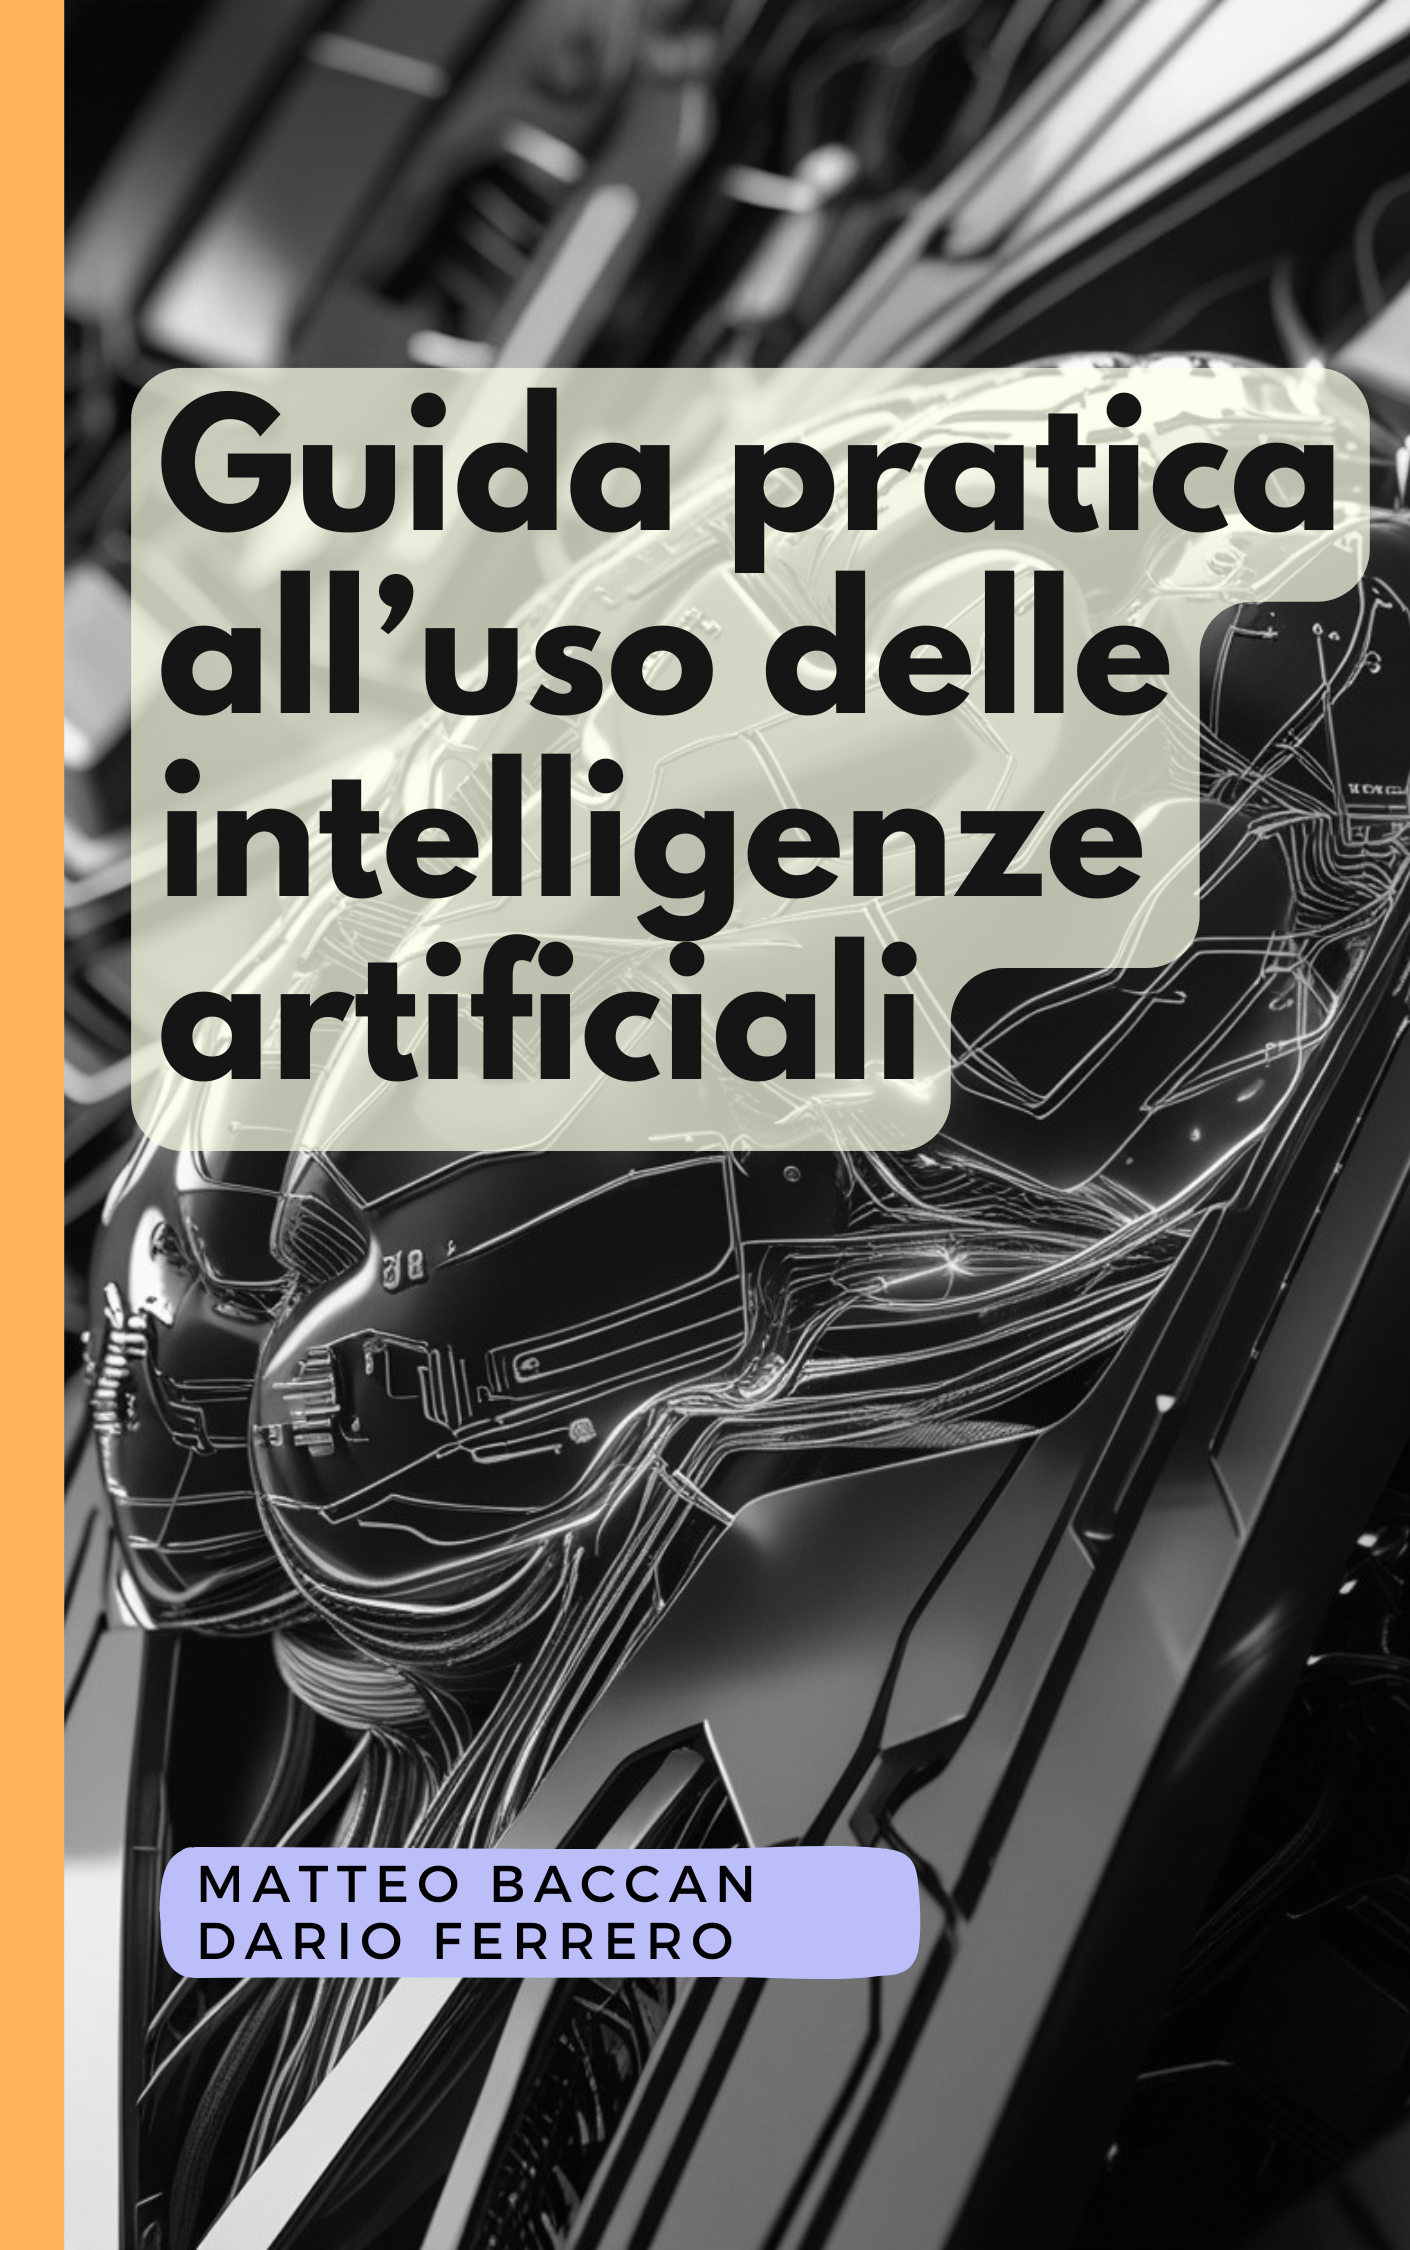 Guida pratica
all’uso delle
intelligenze
artificiali
MATTEO BACCAN
DARIO FERRERO